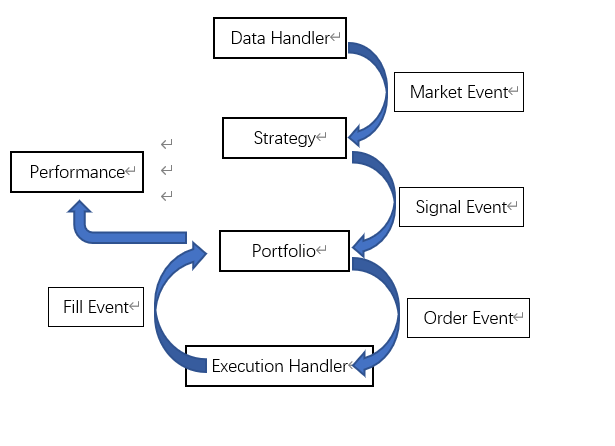 Data Handler
Market Event
Strategy
Performance
Signal Event
Portfolio
Fill Event
Order Event
Execution Handler